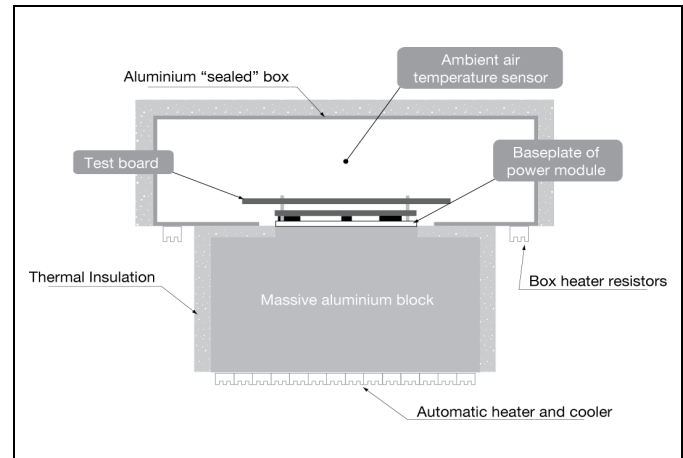 Ambient air
temperature sensor
Aluminium “sealed” box
Test board
Baseplate of
power module
Thermal Insulation
Box heater resistors
Massive aluminium block
Automatic heater and cooler